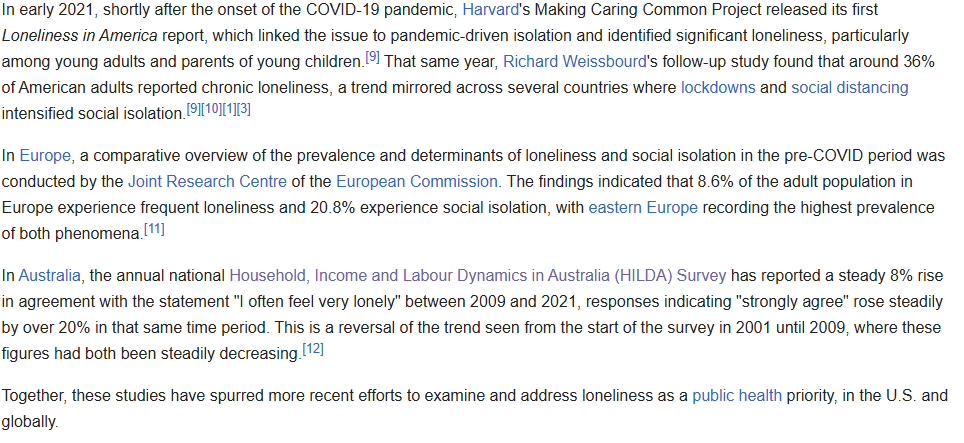 In early 2021, shortly after the onset of the COVID-19 pandemic, Harvard's Making Caring Common Project released its first
Loneliness in America report, which linked the issue to pandemic-driven isolation and identified significant loneliness, particularly
among young adults and parents of young children.[9] That same year, Richard Weissbourd's follow-up study found that around 36%
of American adults reported chronic loneliness, a trend mirrored across several countries where lockdowns and social distancing
intensified social isolation.[9][10][1][3]
In Europe, a comparative overview of the prevalence and determinants of loneliness and social isolation in the pre-COVID period was
conducted by the Joint Research Centre of the European Commission. The findings indicated that 8.6% of the adult population in
Europe experience frequent loneliness and 20.8% experience social isolation, with eastern Europe recording the highest prevalence
of both phenomena.[11]
In Australia, the annual national Household, Income and Labour Dynamics in Australia (HILDA) Survey has reported a steady 8% rise
in agreement with the statement "I often feel very lonely" between 2009 and 2021, responses indicating "strongly agree" rose steadily
by over 20% in that same time period. This is a reversal of the trend seen from the start of the survey in 2001 until 2009, where these
figures had both been steadily decreasing.[12]
Together, these studies have spurred more recent efforts to examine and address loneliness as a public health priority, in the U.S. and
globally.